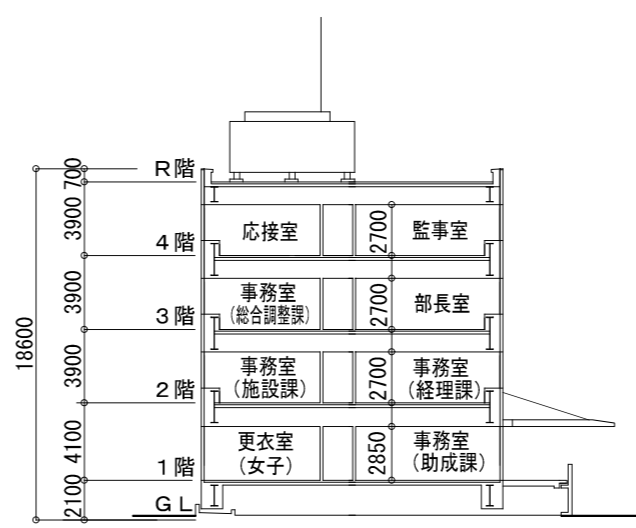 R階
700
3900
応接室
2700
監事室
4階
3900
事務室
(総合調整課)
2700
部長室
3階
18600
3900
事務室
(施設課)
2700
事務室
(経理課)
2階
4100
更衣室
(女子)
2850
事務室
(助成課)
1階
2100
GL